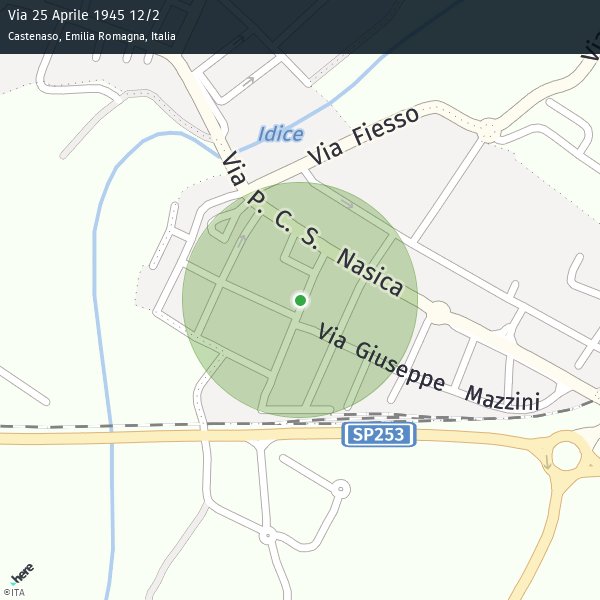 Via 25 Aprile 1945 12/2
Castenaso, Emilia Romagna, Italia
Idice
Via Fiesso
Via P. C. S. Nasica
Via Giuseppe Mazzini
SP253
here
©ITA